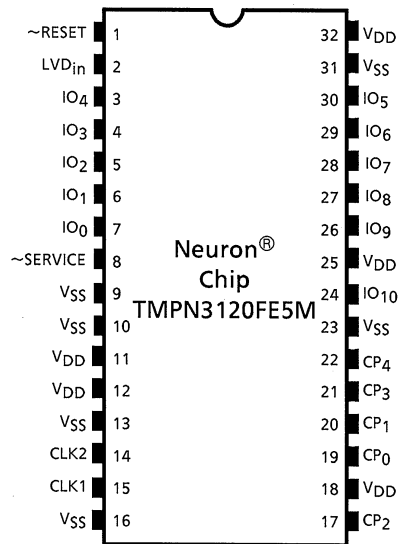 ~RESET 1 32 VDD
LVDin 2 31 VSS
IO4 3 30 IO5
IO3 4 29 IO6
IO2 5 28 IO7
IO1 6 27 IO8
IO0 7 26 IO9
~SERVICE 8 25 VDD
VSS 9 24 IO10
VSS 10 23 VSS
VDD 11 22 CP4
VDD 12 21 CP3
VSS 13 20 CP1
CLK2 14 19 CP0
CLK1 15 18 VDD
VSS 16 17 CP2
Neuron®
Chip
TMPN3120FE5M